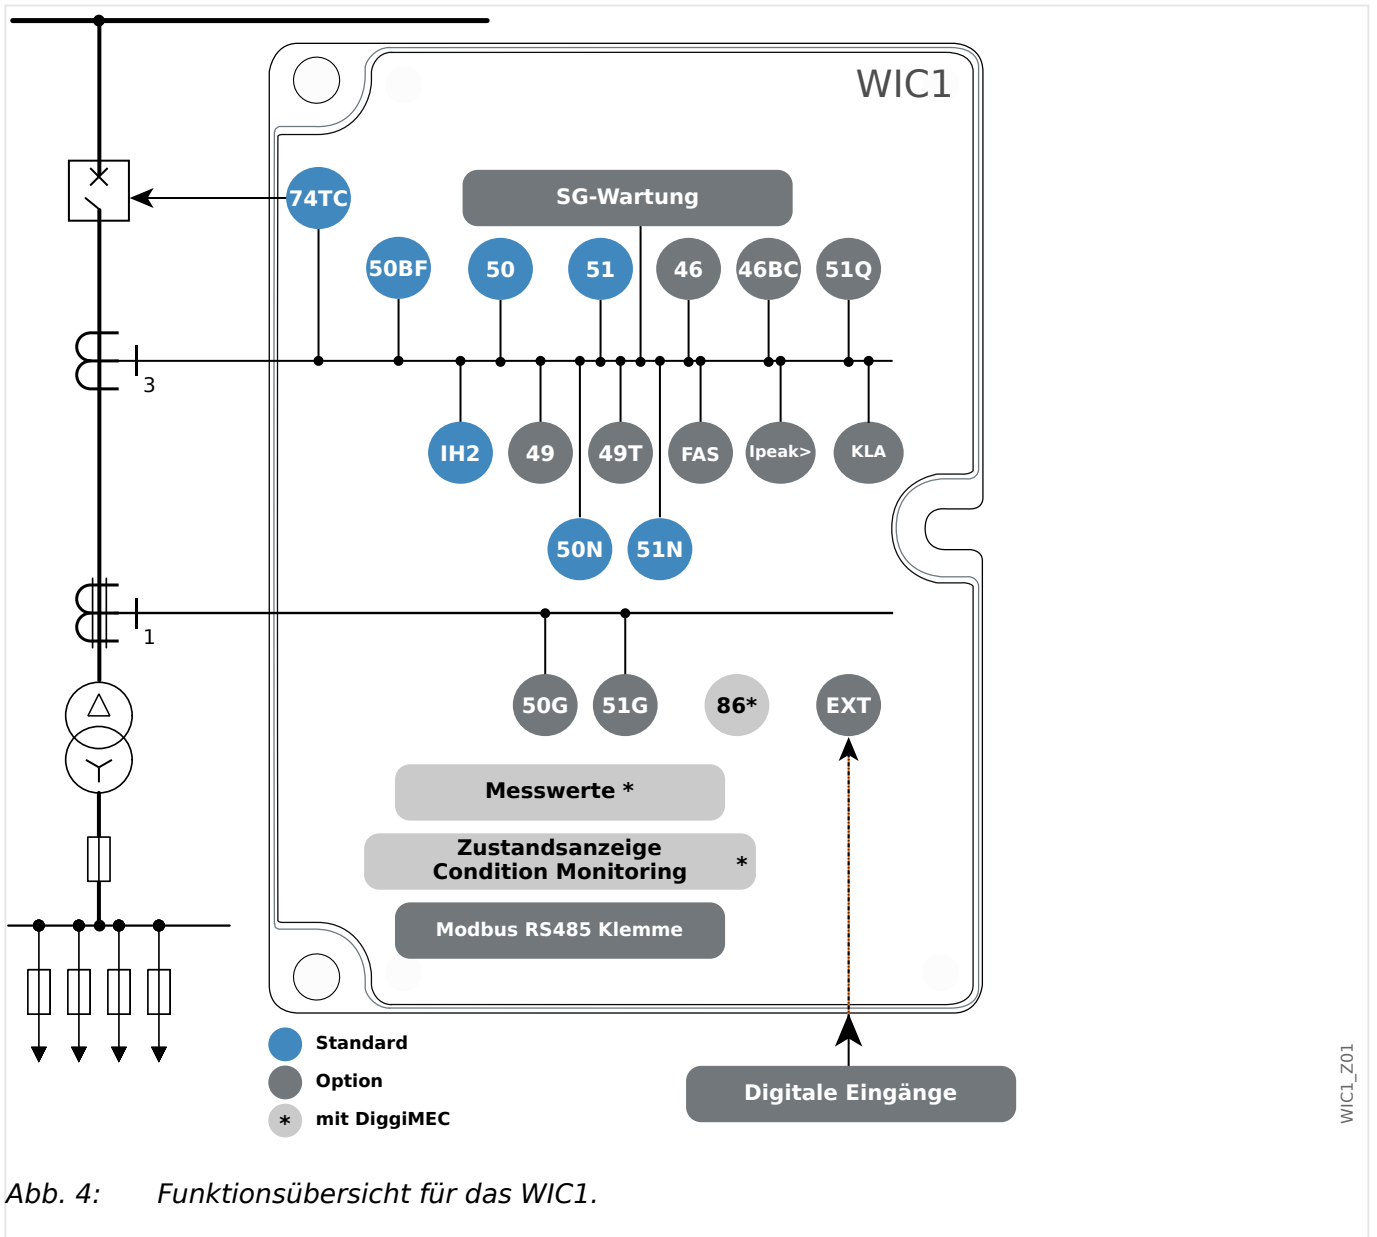 WIC1
74TC
SG-Wartung
50BF
50
51
46
46BC
51Q
3
IH2
49
49T
FAS
Ipeak>
KLA
50N
51N
1
50G
51G
86*
EXT
Messwerte *
Zustandsanzeige
Condition Monitoring *
Modbus RS485 Klemme
Standard
Option
* mit DiggiMEC
Digitale Eingänge
WIC1_Z01
Abb. 4: Funktionsübersicht für das WIC1.